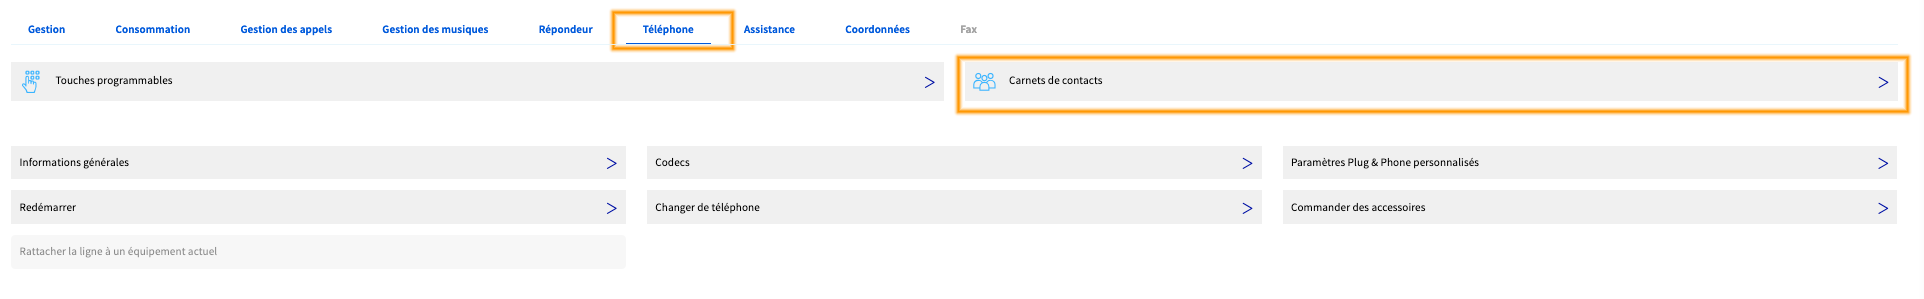 Gestion Consommation Gestion des appels Gestion des musiques Répondeur Téléphone Assistance Coordonnées Fax
Touches programmables Carnets de contacts
Informations générales Codecs Paramètres Plug & Phone personnalisés
Redémarrer Changer de téléphone Commander des accessoires
Rattacher la ligne à un équipement actuel